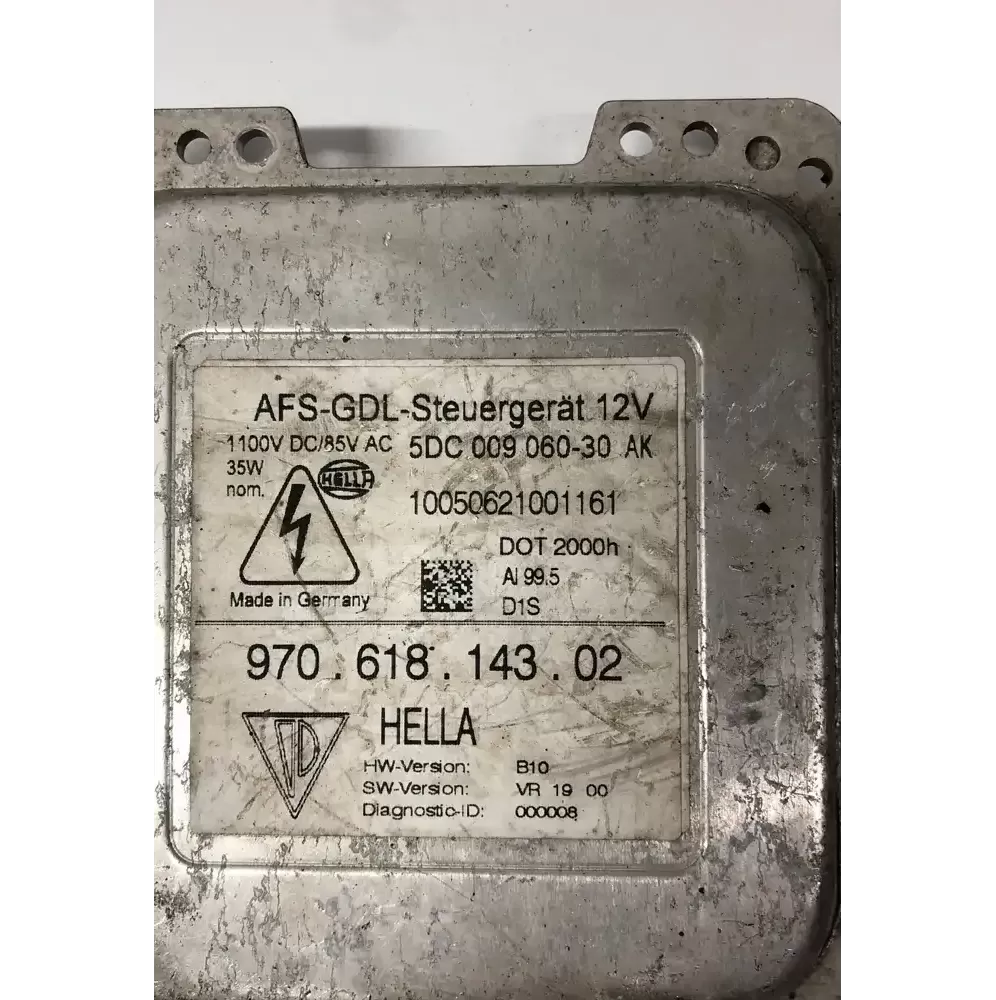 AFS-GDL-Steuergerät 12V
1100V DC/85V AC 5DC 009 060-30 AK
35W
nom.
HELLA
10050621001161
DOT 2000h
Al 99.5
D1S
Made in Germany
970.618.143.02
HELLA
HW-Version: B10
SW-Version: VR 19 00
Diagnostic-ID: 000008